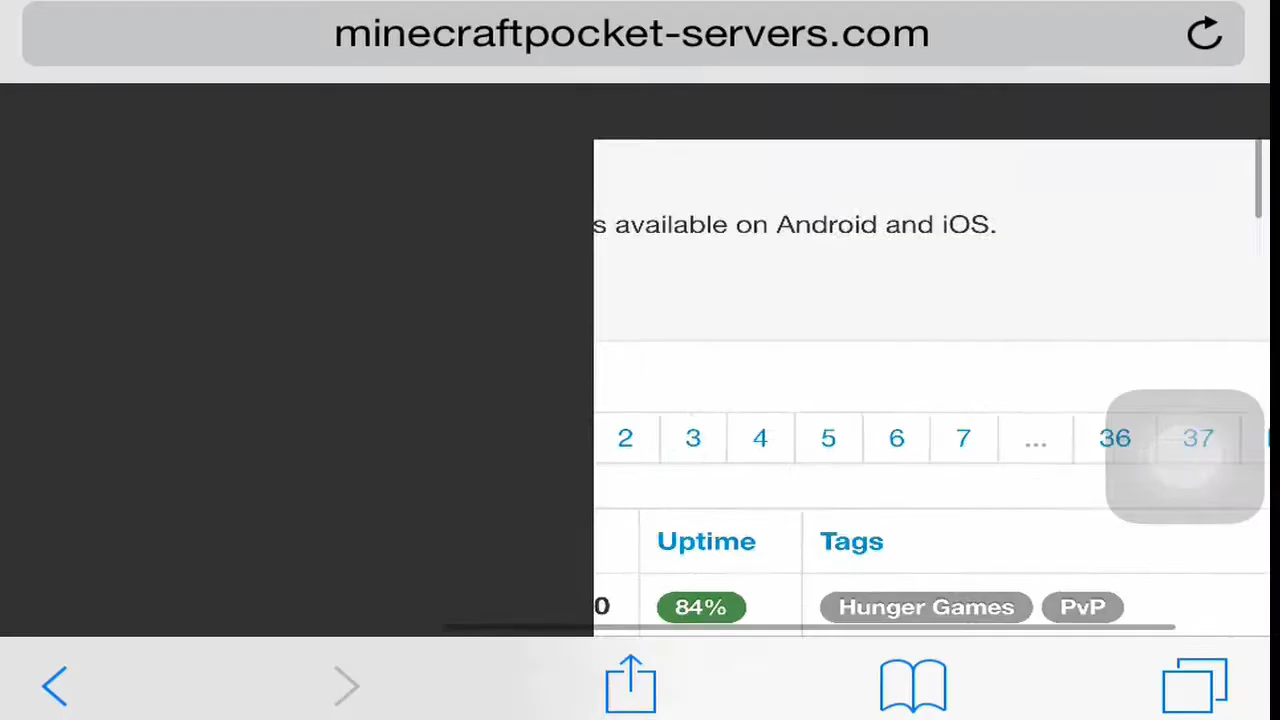 minecraftpocket-servers.com
s available on Android and iOS.
2 3 4 5 6 7 ... 36 37
Uptime Tags
0 84% Hunger Games PvP